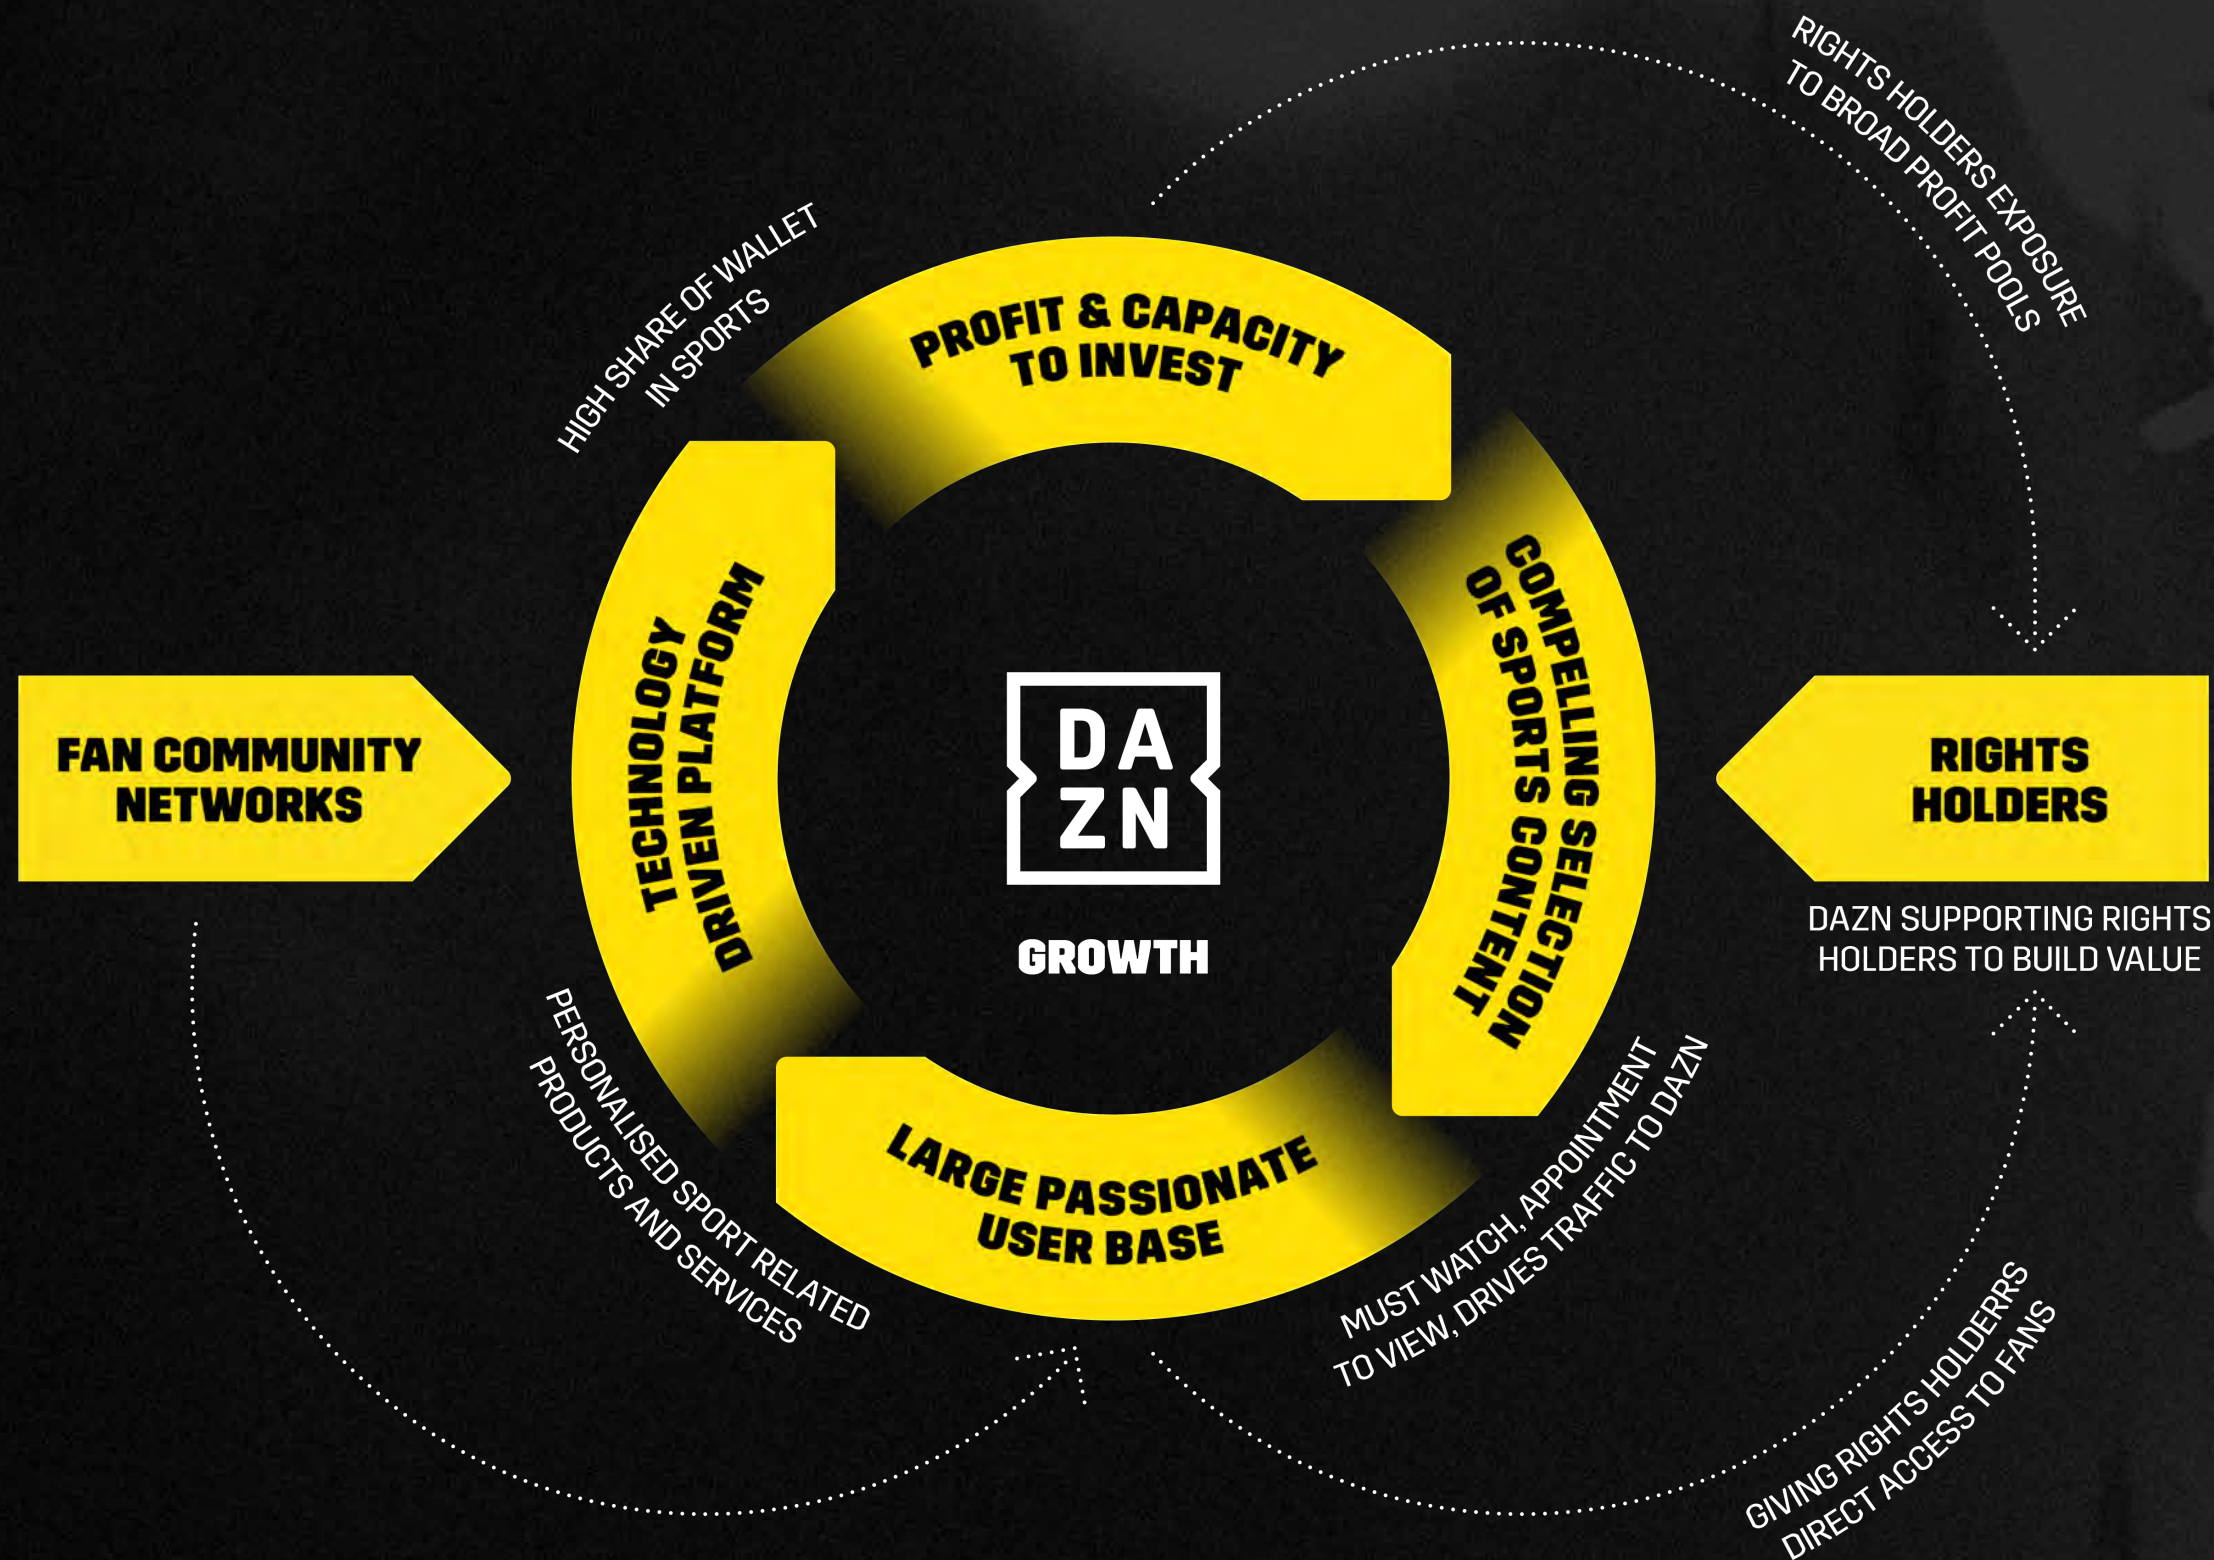 RIGHTS HOLDERS EXPOSURE
TO BROAD PROFIT POOLS
HIGH SHARE OF WALLET
IN SPORTS
PROFIT & CAPACITY
TO INVEST
COMPELLING SELECTION
OF SPORTS CONTENT
TECHNOLOGY
DRIVEN PLATFORM
FAN COMMUNITY
NETWORKS
DA
ZN
GROWTH
RIGHTS
HOLDERS
DAZN SUPPORTING RIGHTS
HOLDERS TO BUILD VALUE
PERSONALISED SPORT RELATED
PRODUCTS AND SERVICES
LARGE PASSIONATE
USER BASE
MUST WATCH, APPOINTMENT
TO VIEW, DRIVES TRAFFIC TO DAZN
GIVING RIGHTS HOLDERRS
DIRECT ACCESS TO FANS